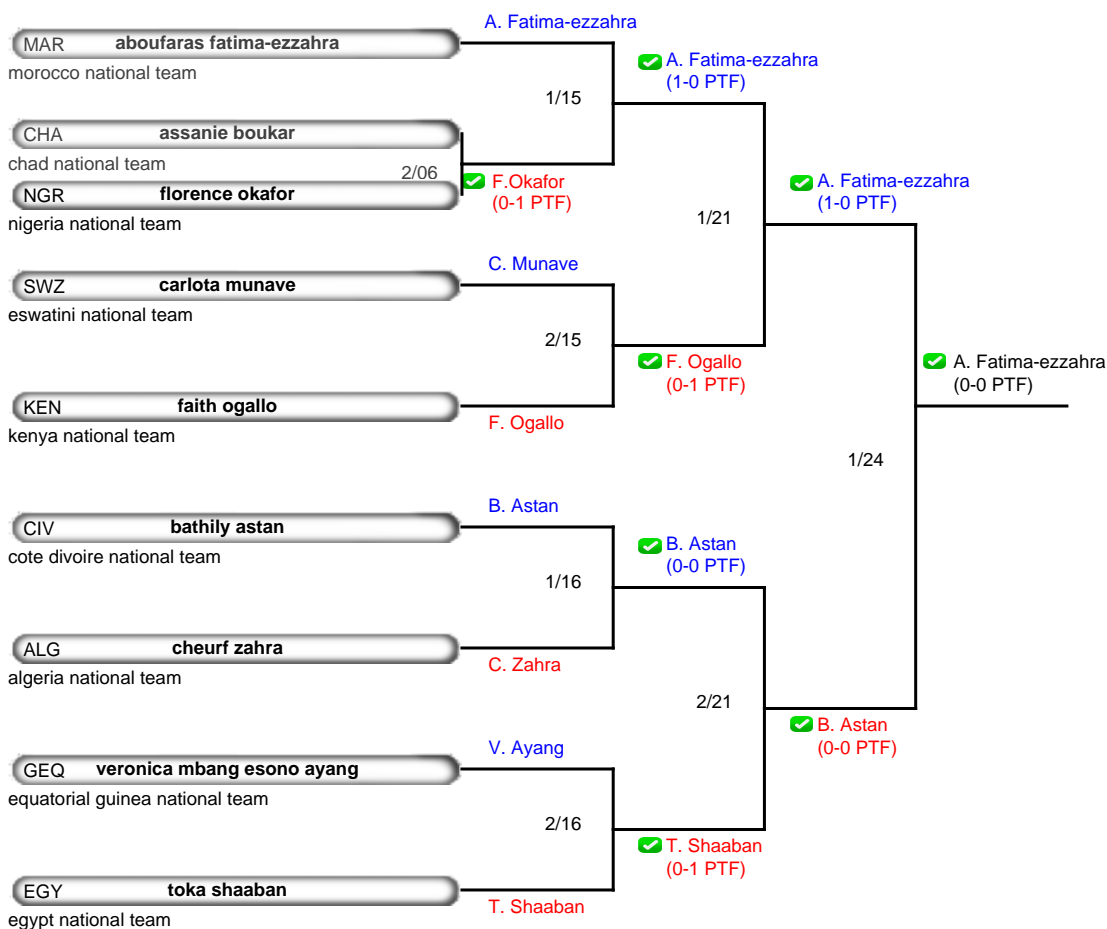 A. Fatima-ezzahra
MAR aboufaras fatima-ezzahra
morocco national team
A. Fatima-ezzahra
(1-0 PTF)
1/15
CHA assanie boukar
chad national team
2/06
NGR florence okafor
nigeria national team
F.Okafor
(0-1 PTF)
A. Fatima-ezzahra
(1-0 PTF)
1/21
C. Munave
SWZ carlota munave
eswatini national team
2/15
F. Ogallo
(0-1 PTF)
A. Fatima-ezzahra
(0-0 PTF)
KEN faith ogallo
kenya national team
F. Ogallo
1/24
B. Astan
CIV bathily astan
cote divoire national team
B. Astan
(0-0 PTF)
1/16
ALG cheurf zahra
algeria national team
C. Zahra
2/21
B. Astan
(0-0 PTF)
V. Ayang
GEQ veronica mbang esono ayang
equatorial guinea national team
2/16
T. Shaaban
(0-1 PTF)
EGY toka shaaban
egypt national team
T. Shaaban